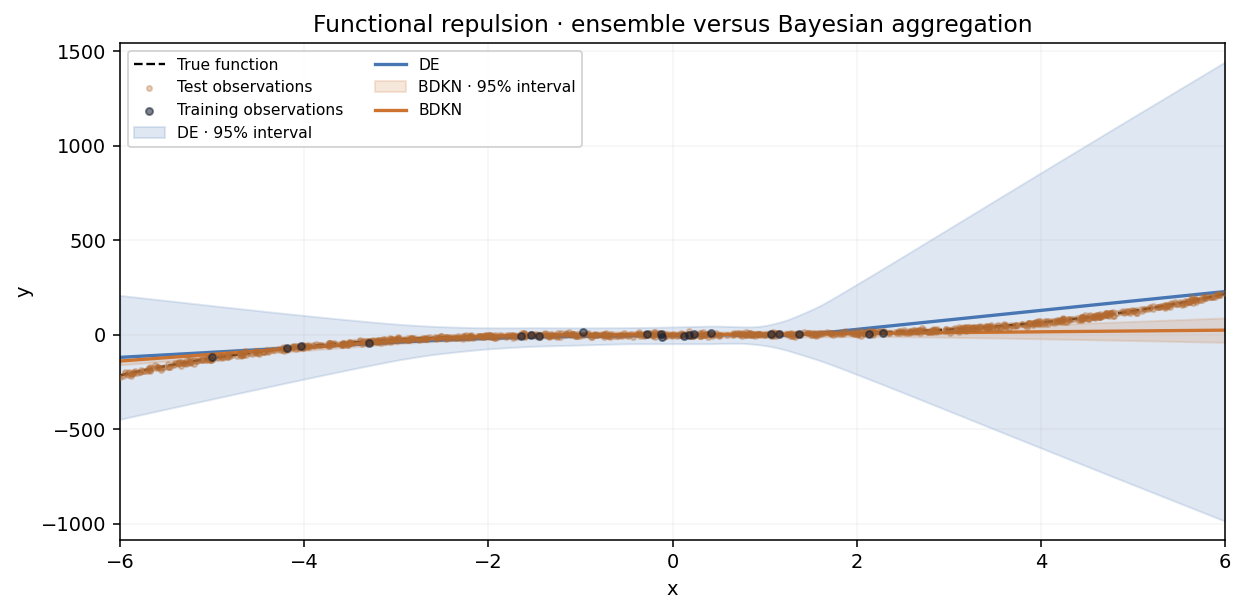 Functional repulsion · ensemble versus Bayesian aggregation
True function
Test observations
Training observations
DE · 95% interval
DE
BDKN · 95% interval
BDKN
1500
1000
500
0
−500
−1000
y
−6
−4
−2
0
2
4
6
x